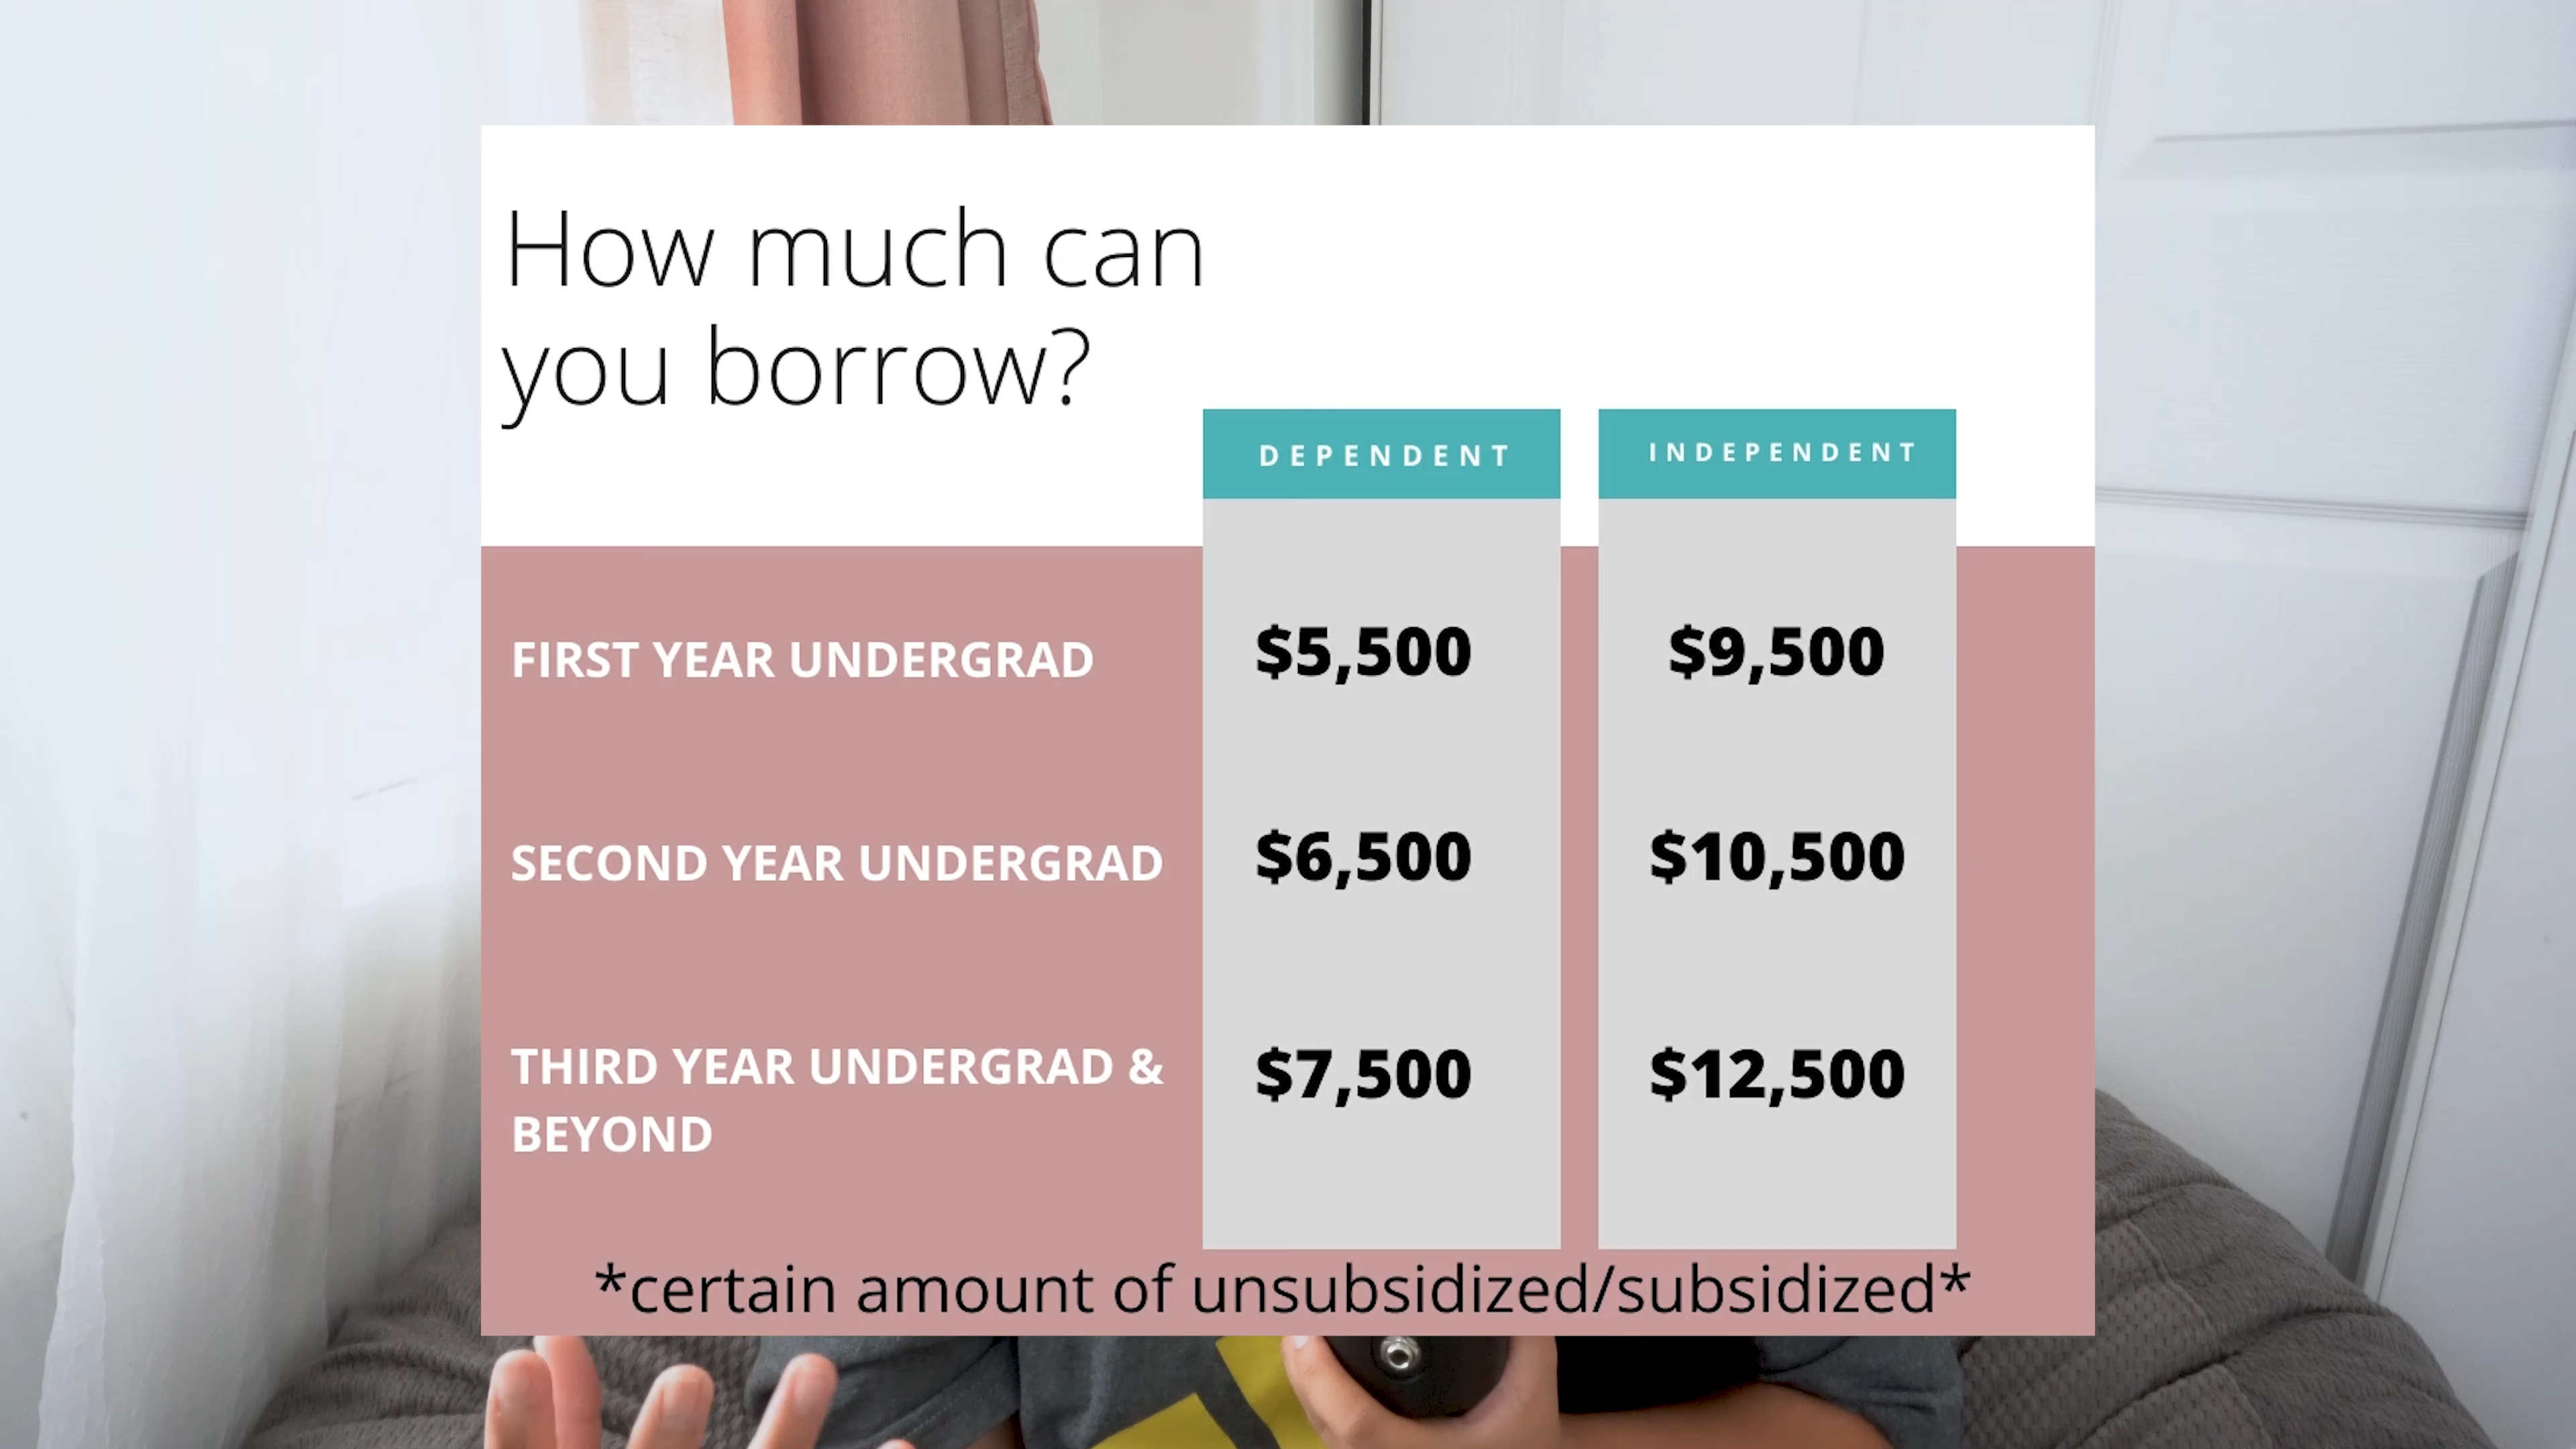 How much can
you borrow?
DEPENDENT INDEPENDENT
FIRST YEAR UNDERGRAD $5,500 $9,500
SECOND YEAR UNDERGRAD $6,500 $10,500
THIRD YEAR UNDERGRAD & $7,500 $12,500
BEYOND
*certain amount of unsubsidized/subsidized*